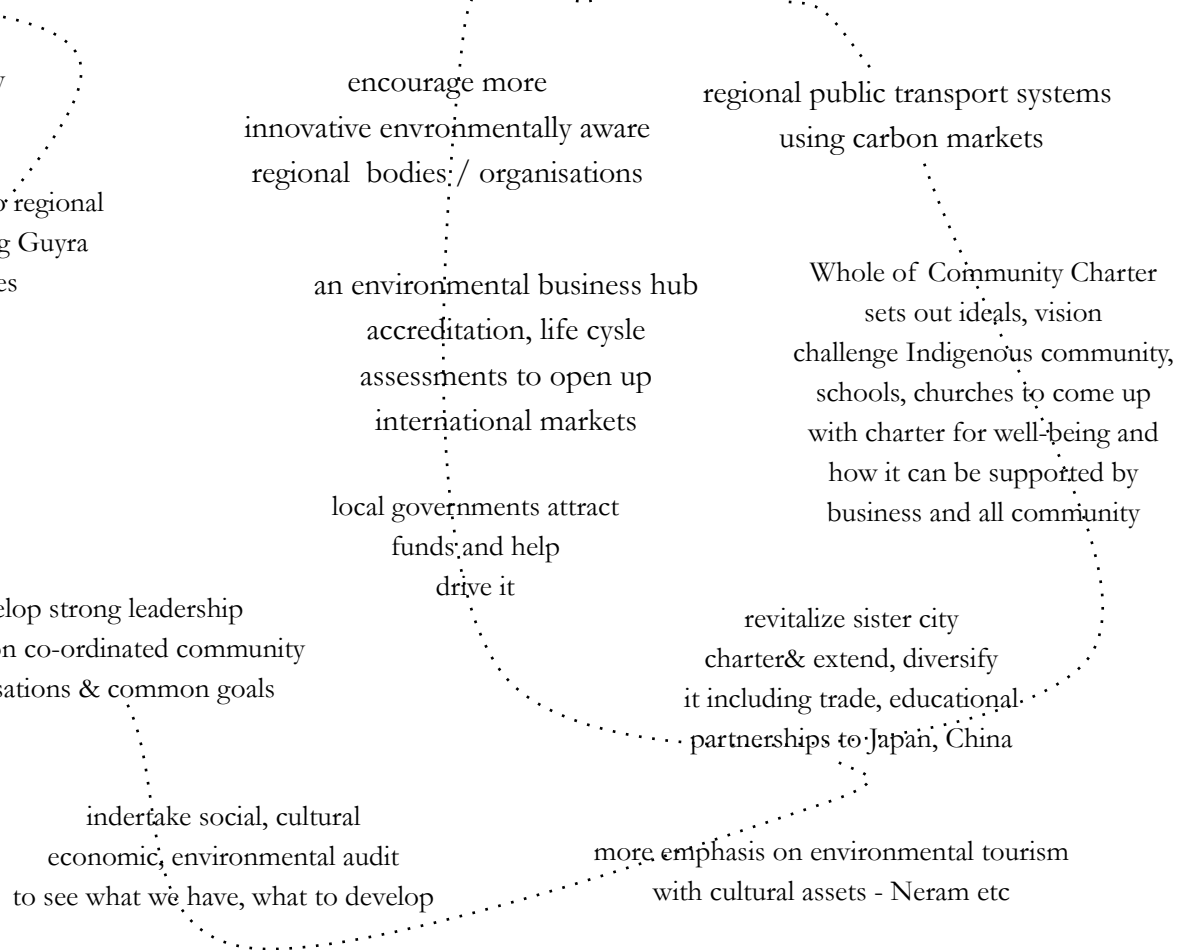 encourage more
innovative envronmentally aware
regional bodies / organisations
regional public transport systems
using carbon markets
regional
Guyra
an environmental business hub
accreditation, life cysle
assessments to open up
international markets
Whole of Community Charter
sets out ideals, vision
challenge Indigenous community,
schools, churches to come up
with charter for well-being and
how it can be supported by
business and all community
local governments attract
funds and help
drive it
strong leadership
co-ordinated community
& common goals
revitalize sister city
charter& extend, diversify
it including trade, educational
partnerships to Japan, China
indertake social, cultural
economic, environmental audit
to see what we have, what to develop
more emphasis on environmental tourism
with cultural assets - Neram etc